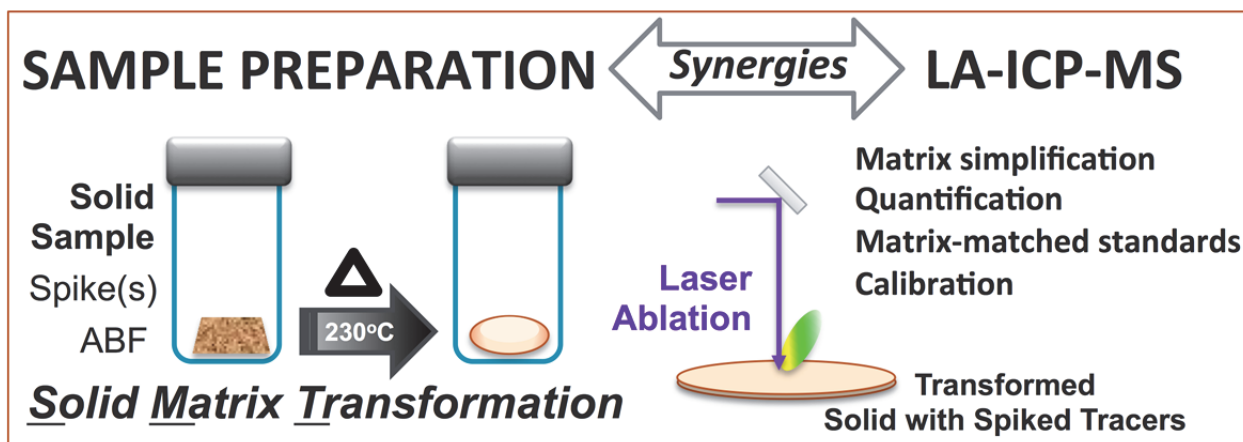 SAMPLE PREPARATION
Synergies
LA-ICP-MS
Solid
Sample
Spike(s)
ABF
230°C
Solid Matrix Transformation
Laser
Ablation
Matrix simplification
Quantification
Matrix-matched standards
Calibration
Transformed
Solid with Spiked Tracers